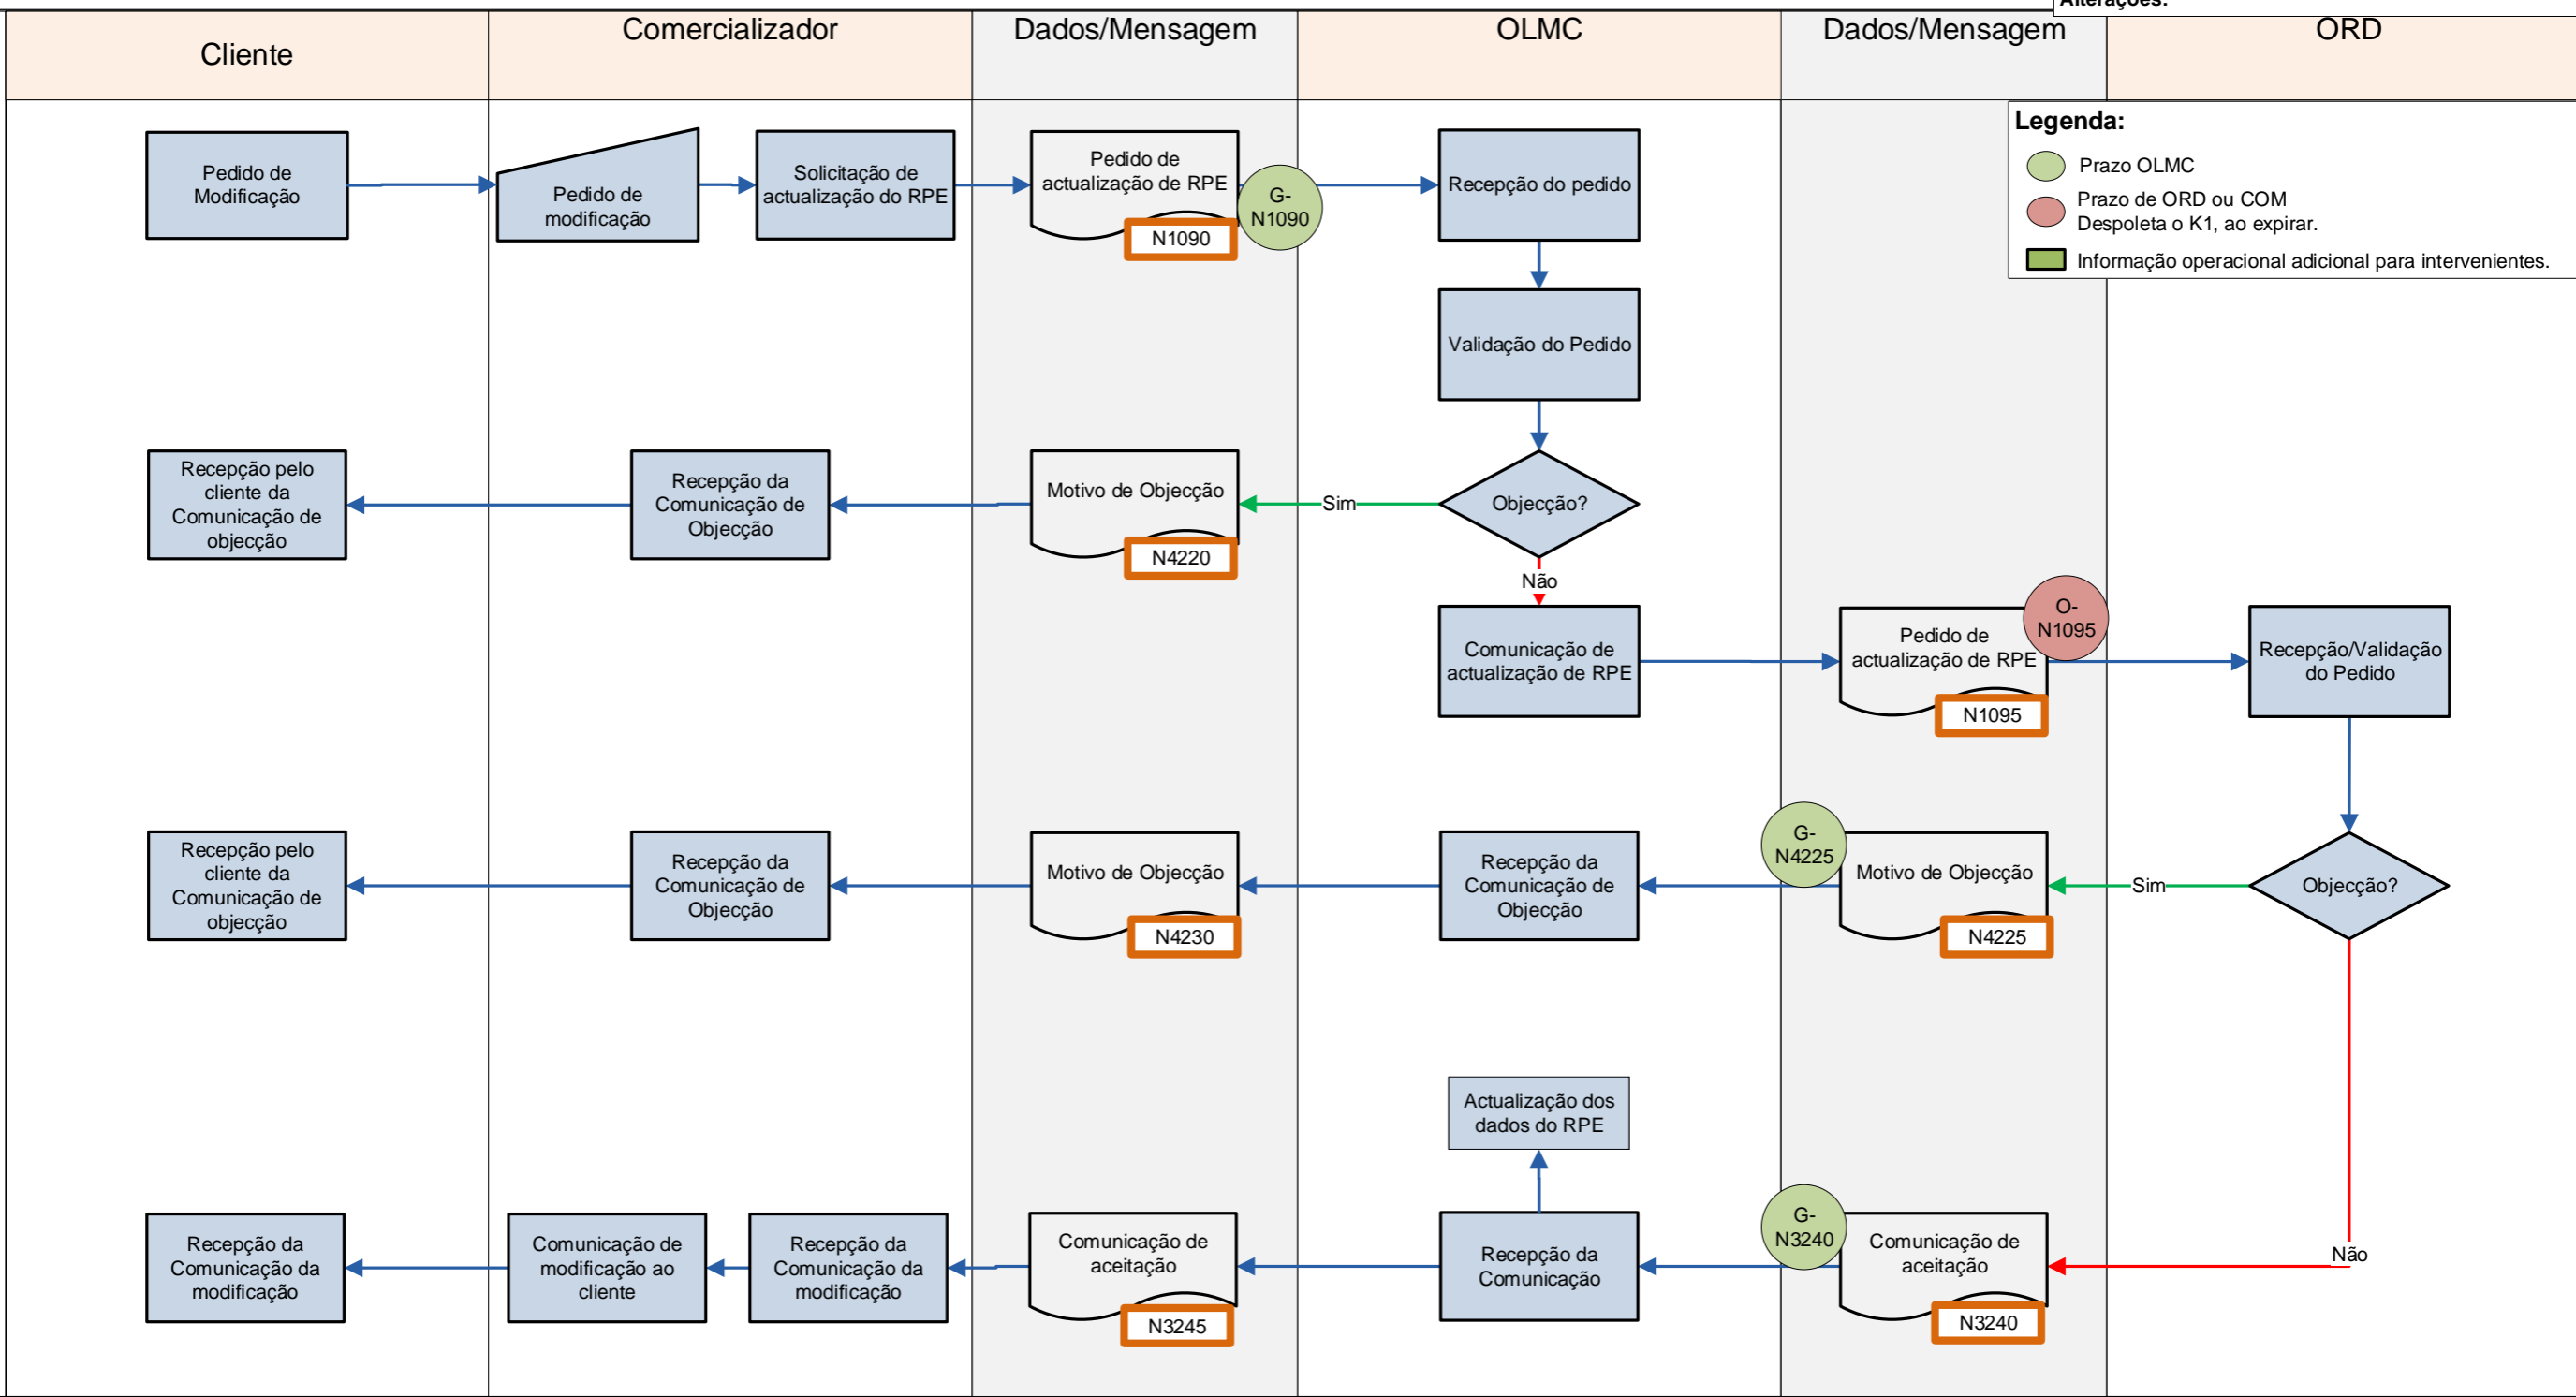 Alterações:
Cliente
Comercializador
Dados/Mensagem
OLMC
Dados/Mensagem
ORD
Legenda:
Prazo OLMC
Prazo de ORD ou COM
Despoleta o K1, ao expirar.
Informação operacional adicional para intervenientes.
Pedido de
Modificação
Pedido de
modificação
Solicitação de
actualização do RPE
Pedido de
actualização de RPE
N1090
G-
N1090
Recepção do pedido
Validação do Pedido
Objecção?
Sim
Motivo de Objecção
N4220
Recepção da
Comunicação de
Objecção
Recepção pelo
cliente da
Comunicação de
objecção
Não
Comunicação de
actualização de RPE
Pedido de
actualização de RPE
N1095
O-
N1095
Recepção/Validação
do Pedido
Objecção?
Sim
Motivo de Objecção
N4225
G-
N4225
Recepção da
Comunicação de
Objecção
Motivo de Objecção
N4230
Recepção da
Comunicação de
Objecção
Recepção pelo
cliente da
Comunicação de
objecção
Não
Comunicação de
aceitação
N3240
G-
N3240
Recepção da
Comunicação
Actualização dos
dados do RPE
Comunicação de
aceitação
N3245
Recepção da
Comunicação da
modificação
Comunicação de
modificação ao
cliente
Recepção da
Comunicação da
modificação